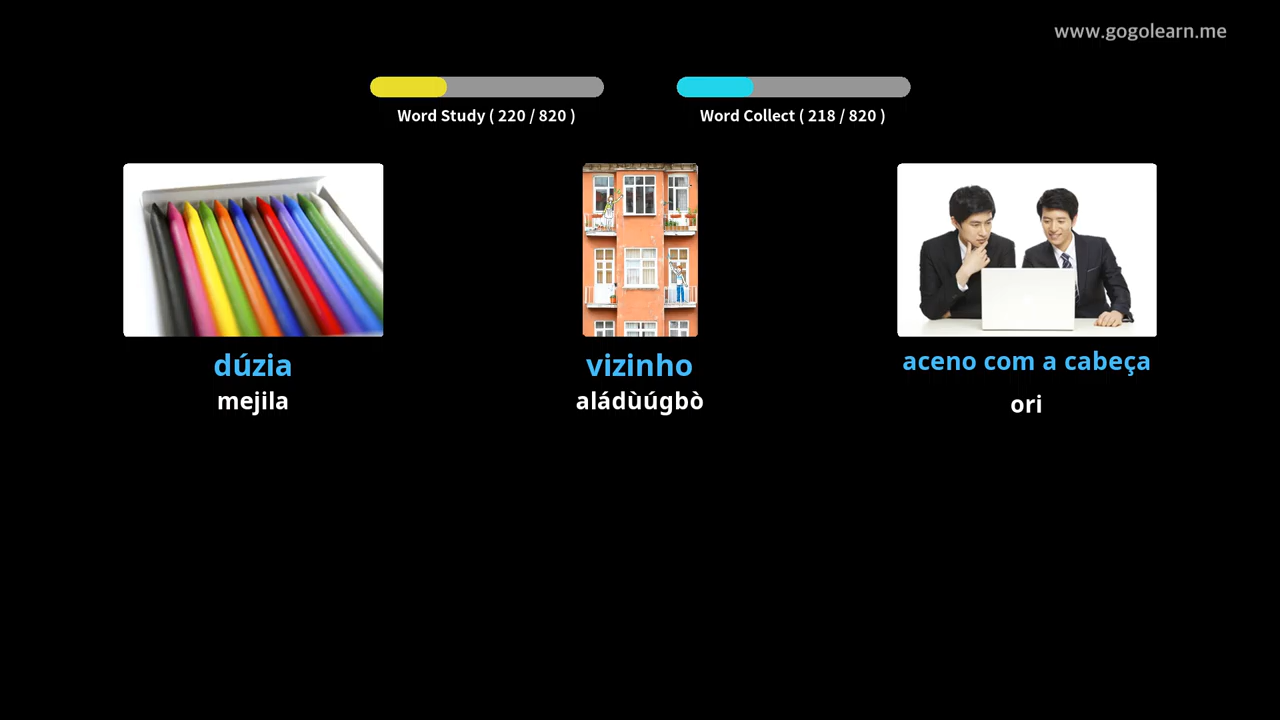 www.gogolearn.me
Word Study ( 220 / 820 )
Word Collect ( 218 / 820 )
dúzia
mejila
vizinho
aládùúgbò
aceno com a cabeça
ori